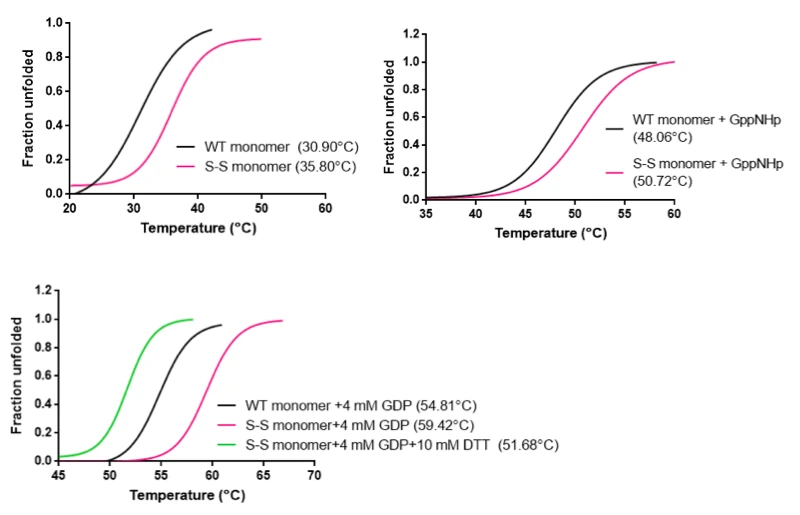 1.0
0.8
0.6
0.4
0.2
0.0
Fraction unfolded
WT monomer (30.90°C)
S-S monomer (35.80°C)
20 30 40 50 60
Temperature (°C)
1.2
1.0
0.8
0.6
0.4
0.2
0.0
Fraction unfolded
WT monomer + GppNHp
(48.06°C)
S-S monomer + GppNHp
(50.72°C)
35 40 45 50 55 60
Temperature (°C)
1.2
1.0
0.8
0.6
0.4
0.2
0.0
Fraction unfolded
WT monomer +4 mM GDP (54.81°C)
S-S monomer+4 mM GDP (59.42°C)
S-S monomer+4 mM GDP+10 mM DTT (51.68°C)
45 50 55 60 65 70
Temperature (°C)